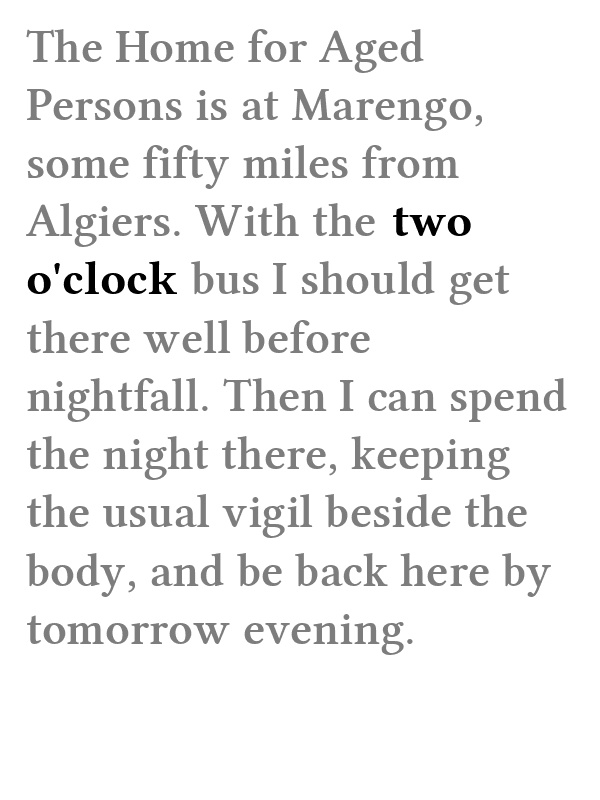 The Home for Aged
Persons is at Marengo,
some fifty miles from
Algiers. With the two
o'clock bus I should get
there well before
nightfall. Then I can spend
the night there, keeping
the usual vigil beside the
body, and be back here by
tomorrow evening.